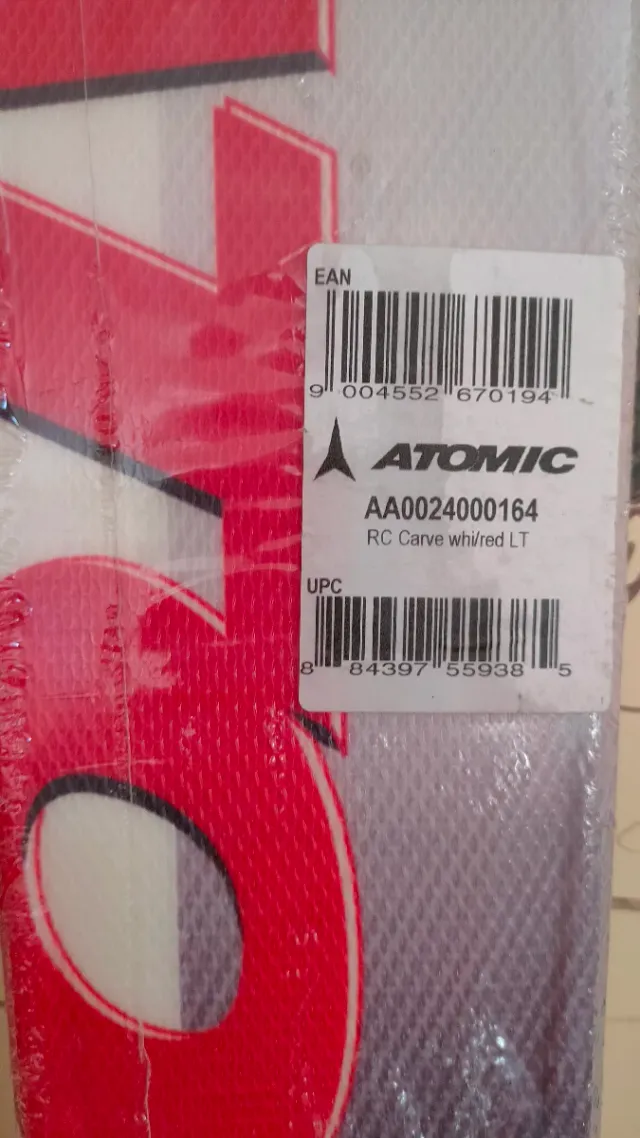 EAN
9 004552 670194
ATOMIC
AA0024000164
RC Carve whi/red LT
UPC
8 84397 55938 5